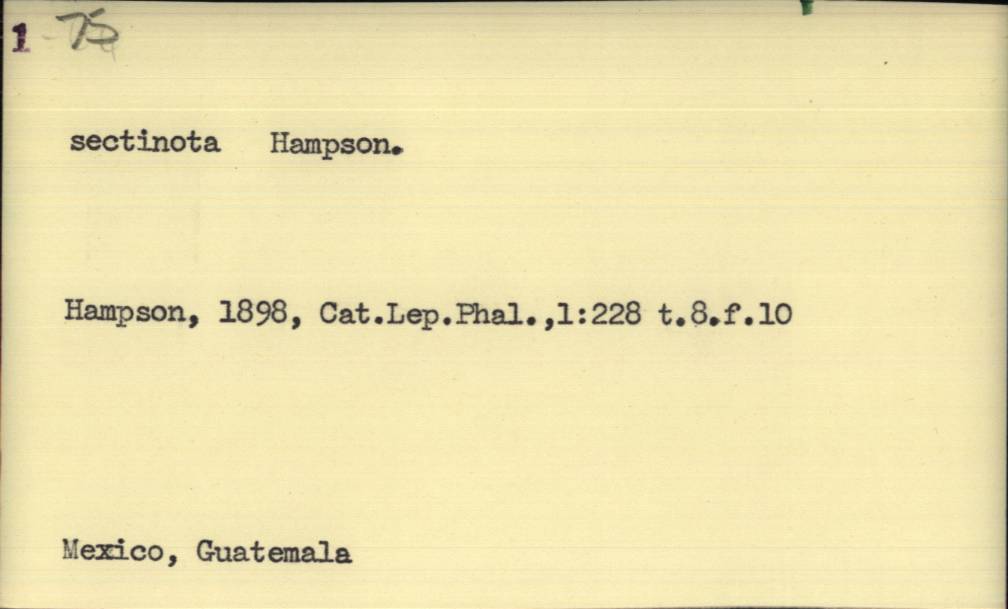 1 75
sectinota Hampson.
Hampson, 1898, Cat.Lep.Phal.,1:228 t.8.f.10
Mexico, Guatemala